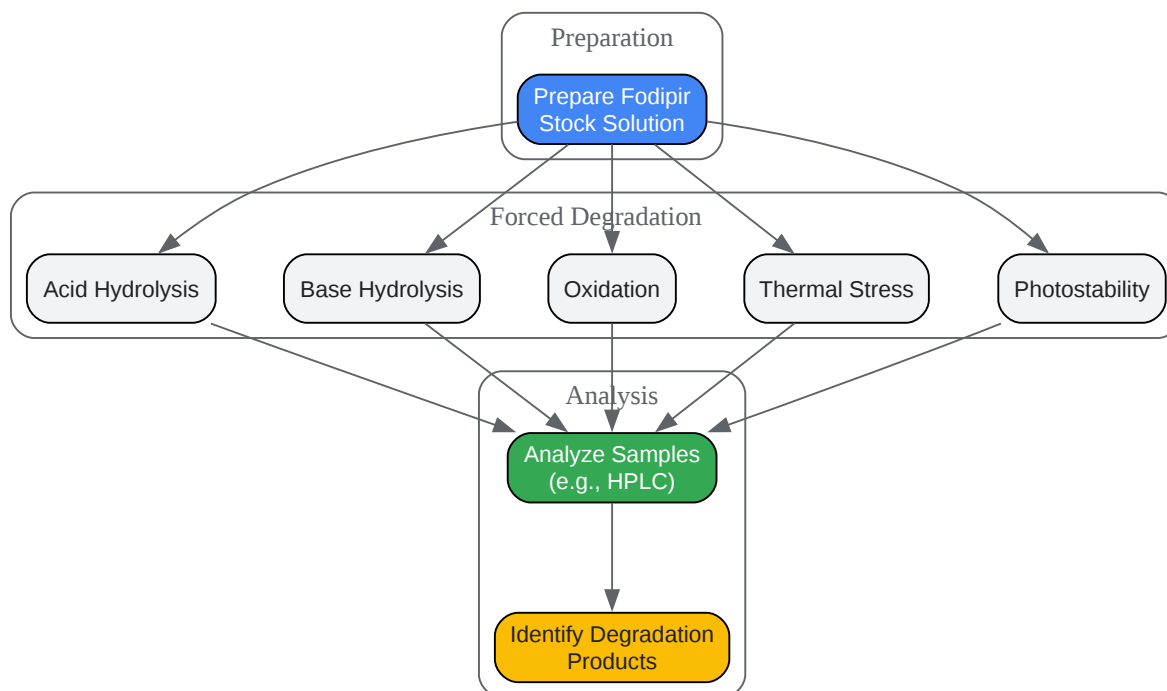 Preparation
Prepare Fodipir
Stock Solution
Forced Degradation
Acid Hydrolysis
Base Hydrolysis
Oxidation
Thermal Stress
Photostability
Analysis
Analyze Samples
(e.g., HPLC)
Identify Degradation
Products